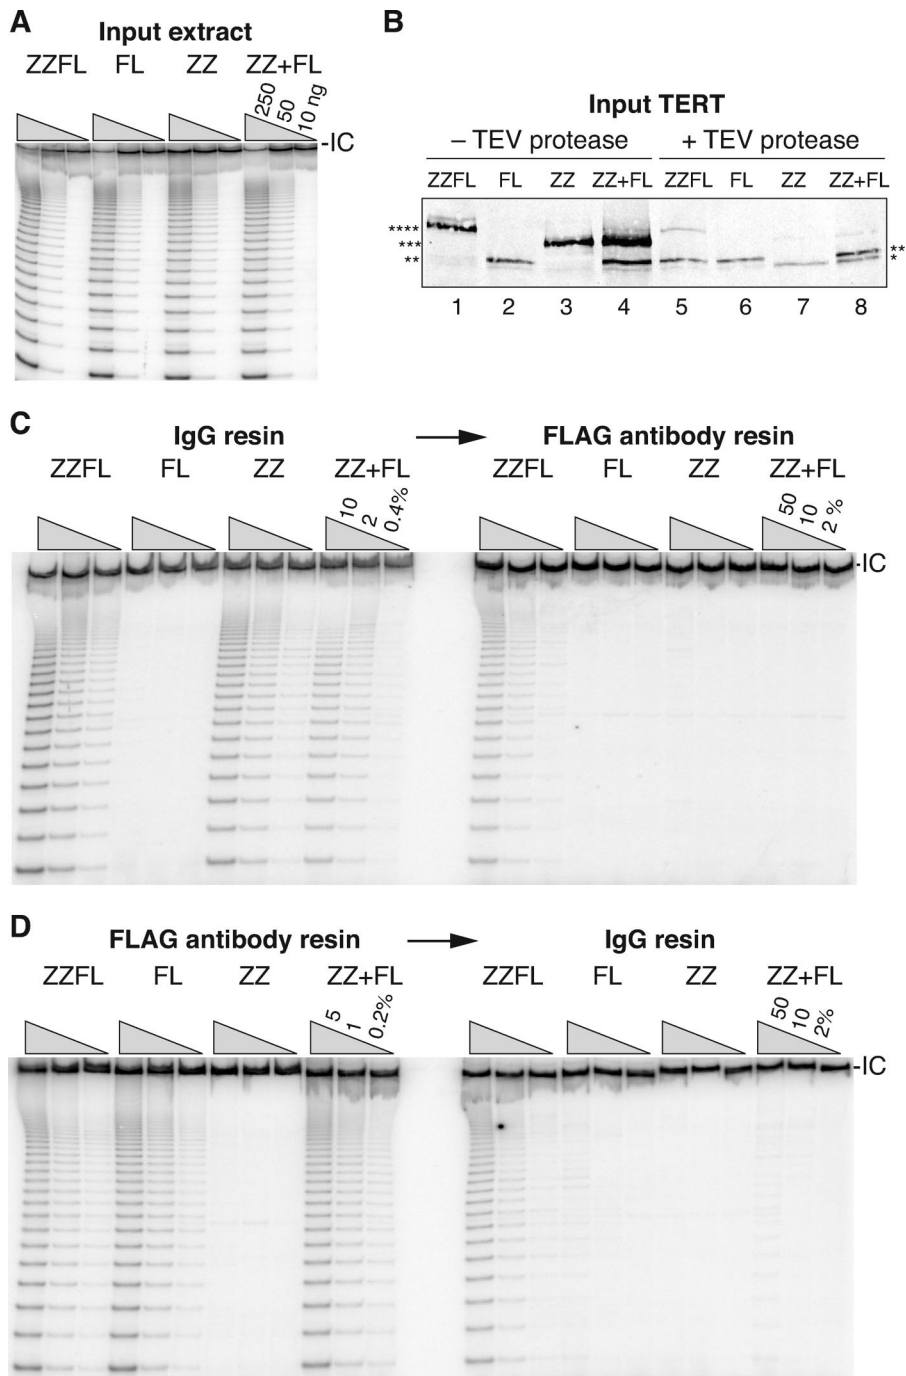 A
Input extract
ZZFL FL ZZ ZZ+FL
250 50 10 ng
-IC
B
Input TERT
– TEV protease + TEV protease
ZZFL FL ZZ ZZ+FL ZZFL FL ZZ ZZ+FL
****
***
**
**
*
1 2 3 4 5 6 7 8
C
IgG resin FLAG antibody resin
ZZFL FL ZZ ZZ+FL ZZFL FL ZZ ZZ+FL
10 2 0.4% 50 10 2 %
-IC
D
FLAG antibody resin IgG resin
ZZFL FL ZZ ZZ+FL ZZFL FL ZZ ZZ+FL
5 1 0.2% 50 10 2%
-IC